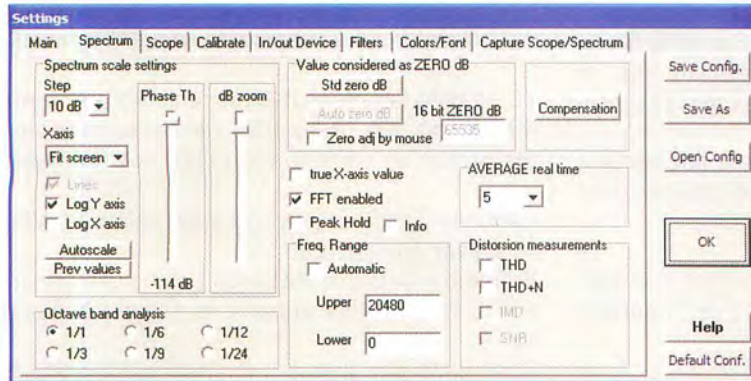 Settings
Main Spectrum Scope Calibrate In/out Device Filters Colors/Font Capture Scope/Spectrum
Spectrum scale settings
Step
10 dB
Phase Th
dB zoom
Xaxis
Fit screen
Lines
Log Y axis
Log X axis
Autoscale
Prev values
-114 dB
Octave band analysis
1/1 1/6 1/12
1/3 1/9 1/24
Value considered as ZERO dB
Std zero dB
Auto zero dB
16 bit ZERO dB
65535
Zero adj by mouse
Compensation
true X-axis value
FFT enabled
Peak Hold Info
AVERAGE real time
5
Freq. Range
Automatic
Upper 20480
Lower 0
Distorsion measurements
THD
THD+N
IMD
SNR
Save Config.
Save As
Open Config
OK
Help
Default Conf.